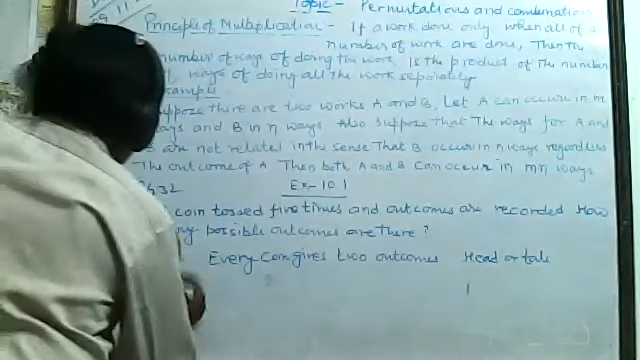 Topic - Permutations and combination
Principle of Multiplication - If a work done only when all of a
number of work are done, Then the
number of ways of doing the work is the product of the number
of ways of doing all the work seperately
Example
Suppose there are two works A and B. Let A can occur in m
ways and B in n ways Also suppose that The ways for A and
are not related in the sense That B occur in n ways regardless
The outcome of A Then both A and B can occur in mn ways
Ex-10.1
coin tossed five times and outcomes are recorded How
possible outcomes are there?
Every coin gives two outcomes Head or tale